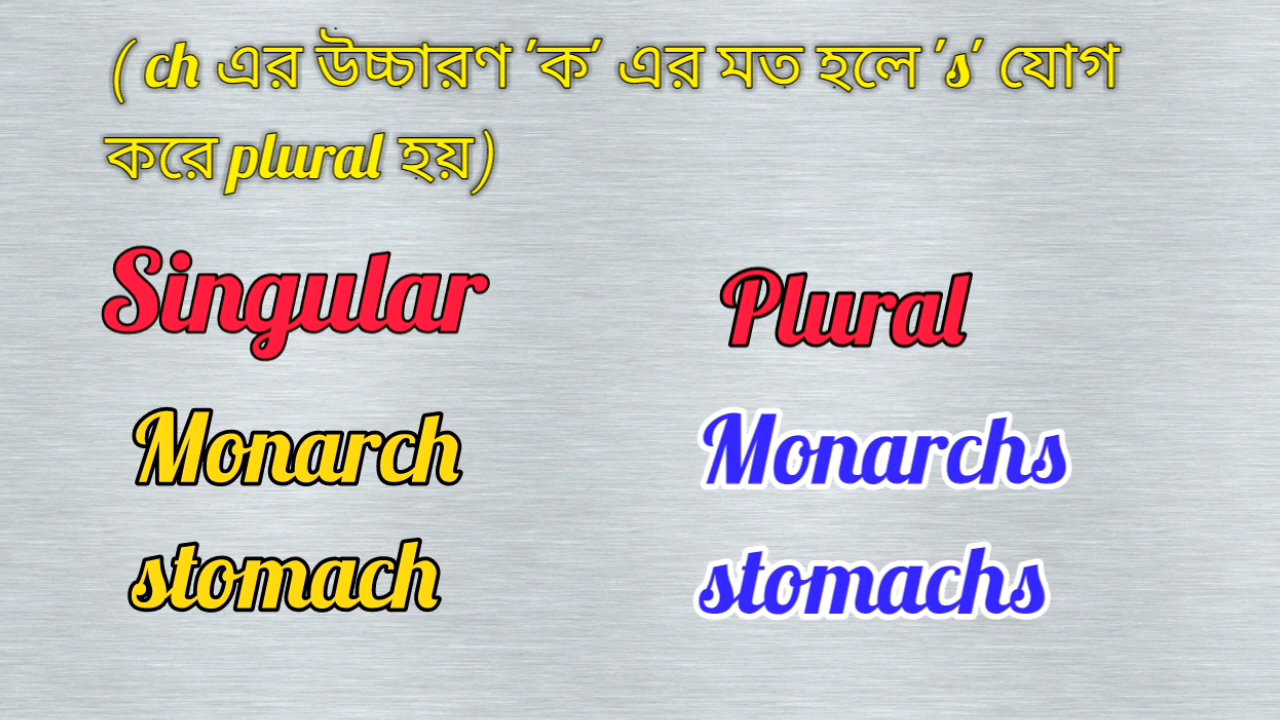 ( ch এর উচ্চারণ 'ক' এর মত হলে 's' যোগ
করে plural হয়)
Singular Plural
Monarch Monarchs
stomach stomachs